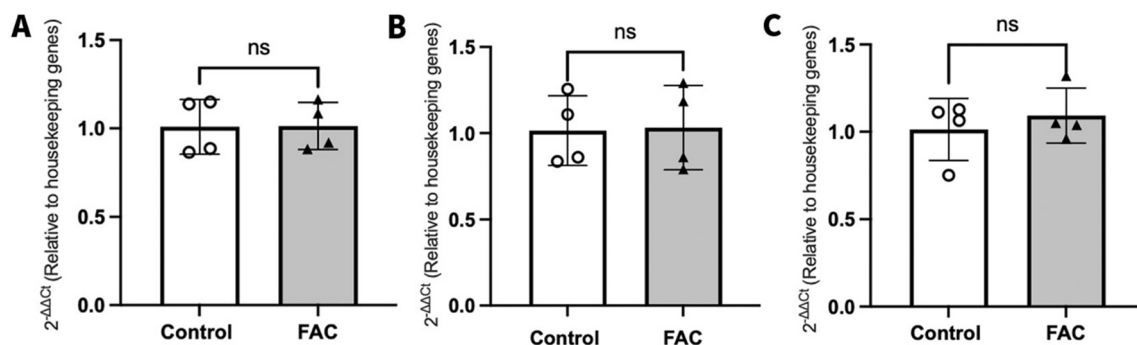 A
2-ΔΔCt (Relative to housekeeping genes)
1.5
1.0
0.5
0.0
ns
Control
FAC
B
2-ΔΔCt (Relative to housekeeping genes)
1.5
1.0
0.5
0.0
ns
Control
FAC
C
2-ΔΔCt (Relative to housekeeping genes)
1.5
1.0
0.5
0.0
ns
Control
FAC